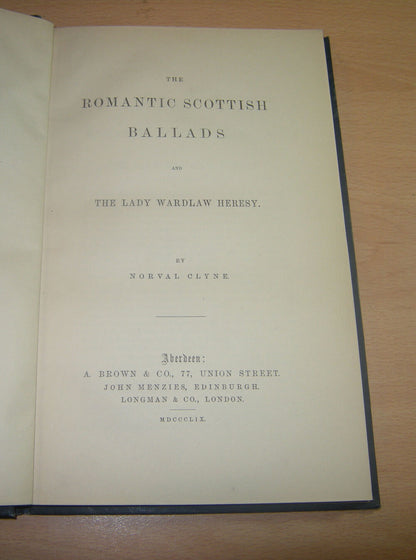 THE
ROMANTIC SCOTTISH
BALLADS
AND
THE LADY WARDLAW HERESY.
BY
NORVAL CLYNE.
Aberdeen:
A. BROWN & CO., 77, UNION STREET.
JOHN MENZIES, EDINBURGH.
LONGMAN & CO., LONDON.
MDCCCLIX.